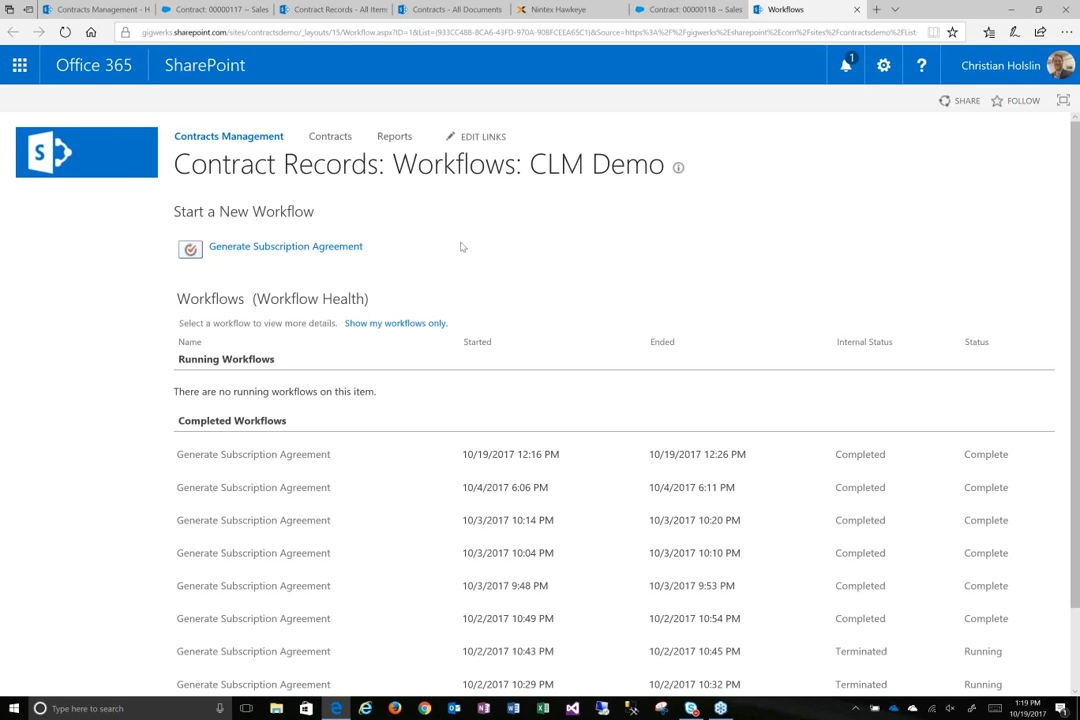 Contracts Management - H
Contract: 00000117 ~ Sales
Contract Records - All Items
Contracts - All Documents
Nintex Hawkeye
Contract: 00000118 ~ Sales
Workflows
Office 365
SharePoint
1
?
Christian Holslin
SHARE
FOLLOW
S
Contracts Management
Contracts
Reports
EDIT LINKS
Contract Records: Workflows: CLM Demo
Start a New Workflow
Generate Subscription Agreement
Workflows (Workflow Health)
Select a workflow to view more details. Show my workflows only.
Name Started Ended Internal Status Status
Running Workflows
There are no running workflows on this item.
Completed Workflows
Generate Subscription Agreement 10/19/2017 12:16 PM 10/19/2017 12:26 PM Completed Complete
Generate Subscription Agreement 10/4/2017 6:06 PM 10/4/2017 6:11 PM Completed Complete
Generate Subscription Agreement 10/3/2017 10:14 PM 10/3/2017 10:20 PM Completed Complete
Generate Subscription Agreement 10/3/2017 10:04 PM 10/3/2017 10:10 PM Completed Complete
Generate Subscription Agreement 10/3/2017 9:48 PM 10/3/2017 9:53 PM Completed Complete
Generate Subscription Agreement 10/2/2017 10:49 PM 10/2/2017 10:54 PM Completed Complete
Generate Subscription Agreement 10/2/2017 10:43 PM 10/2/2017 10:45 PM Terminated Running
Generate Subscription Agreement 10/2/2017 10:29 PM 10/2/2017 10:32 PM Terminated Running
Type here to search
1:19 PM
10/19/2017